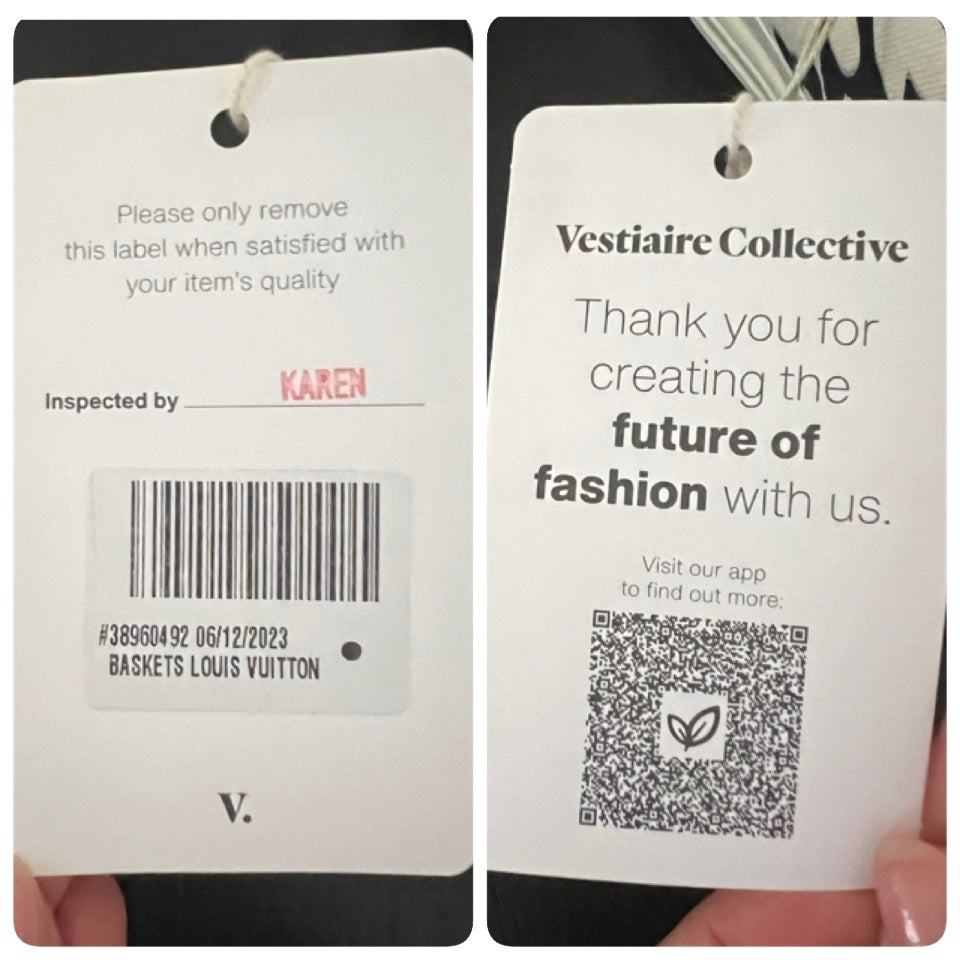 Please only remove
this label when satisfied with
your item's quality
Inspected by KAREN
#38960492 06/12/2023
BASKETS LOUIS VUITTON
V.
Vestiaire Collective
Thank you for
creating the
future of
fashion with us.
Visit our app
to find out more: